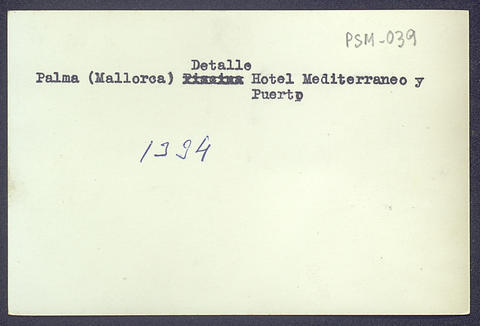 PSM-039
Detalle
Palma (Mallorca) Piscina Hotel Mediterraneo y
Puerto
1394